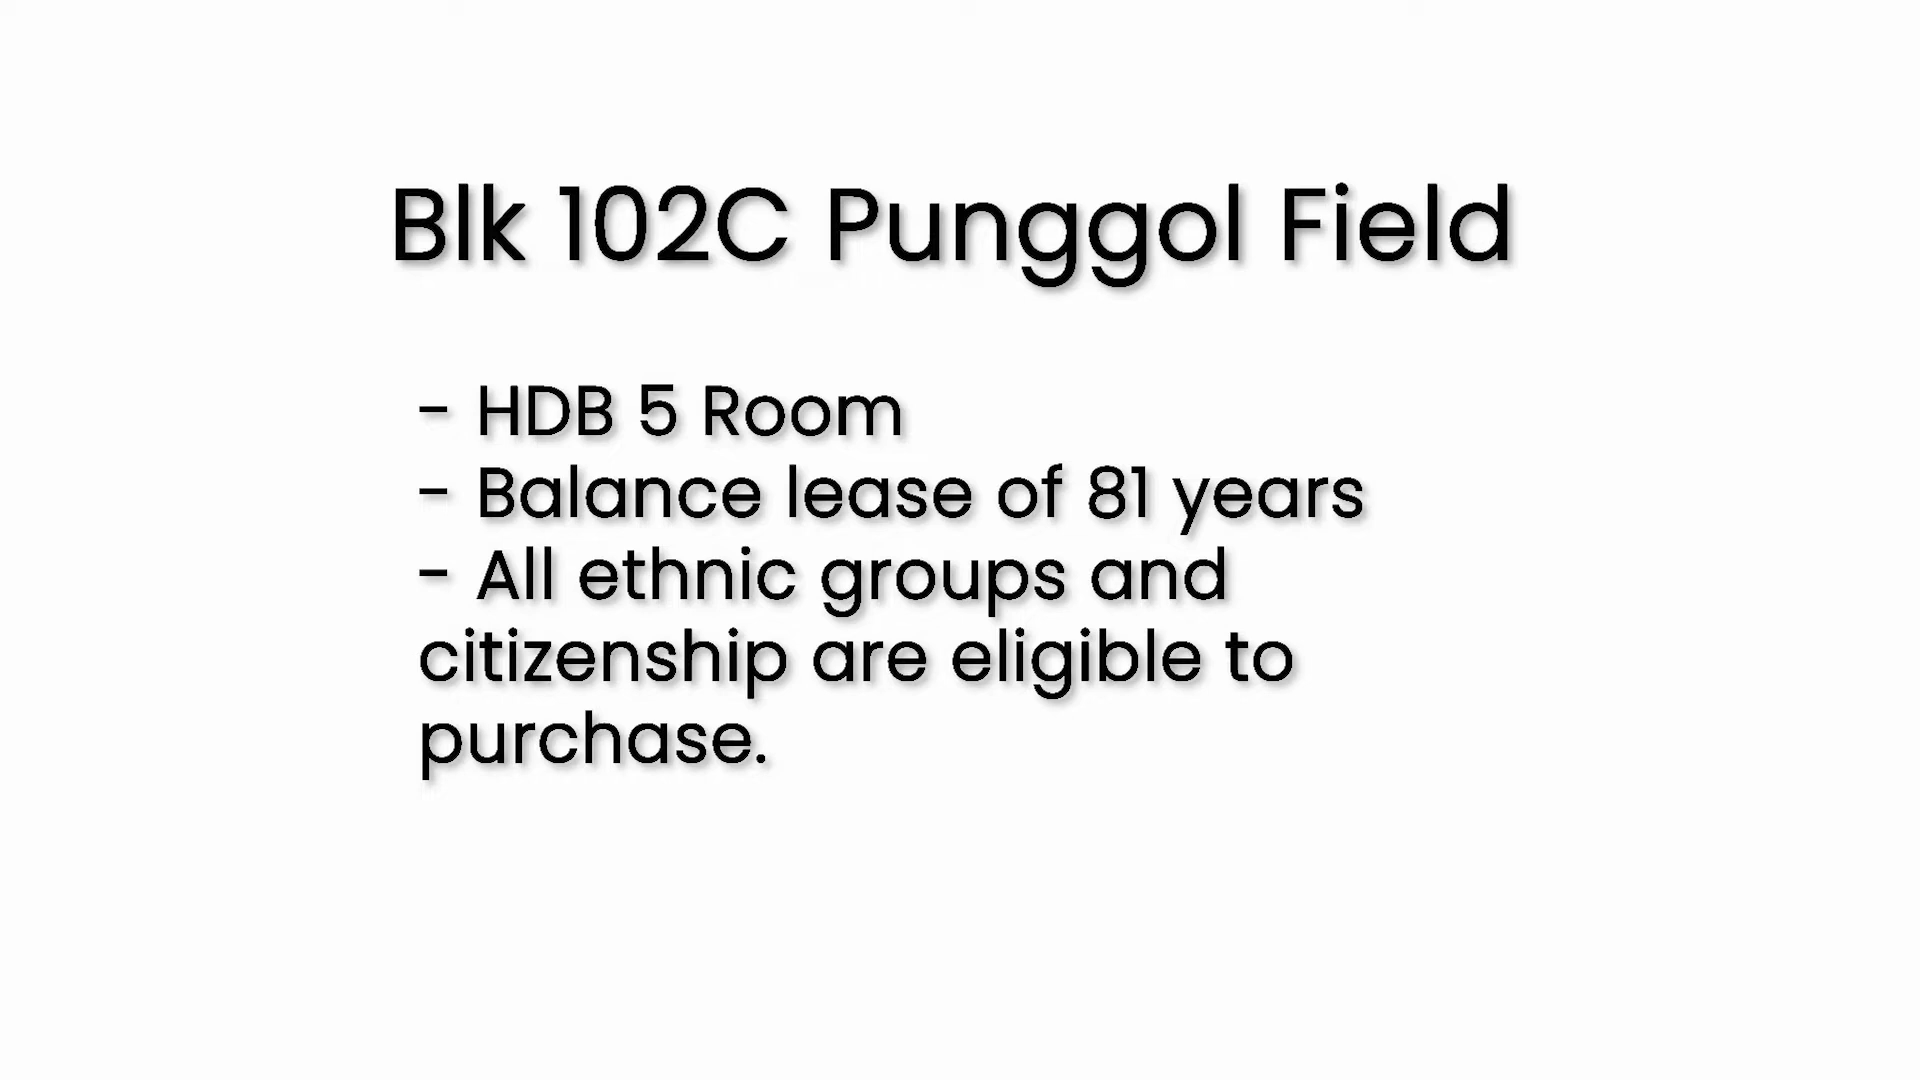 Blk 102C Punggol Field
- HDB 5 Room
- Balance lease of 81 years
- All ethnic groups and
citizenship are eligible to
purchase.